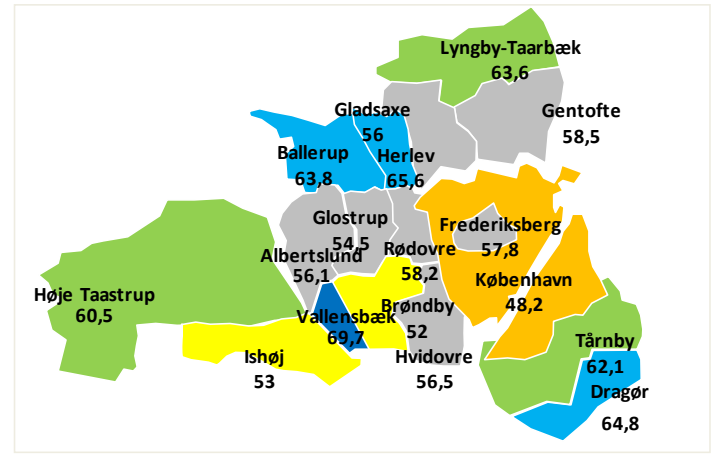 Lyngby-Taarbæk
63,6
Gladsaxe
56
Gentofte
58,5
Ballerup
63,8
Herlev
65,6
Glostrup
54,5
Frederiksberg
57,8
Albertslund
56,1
Rødovre
58,2
Høje Taastrup
60,5
København
48,2
Vallensbæk
69,7
Brøndby
52
Ishøj
53
Hvidovre
56,5
Tårnby
62,1
Dragør
64,8